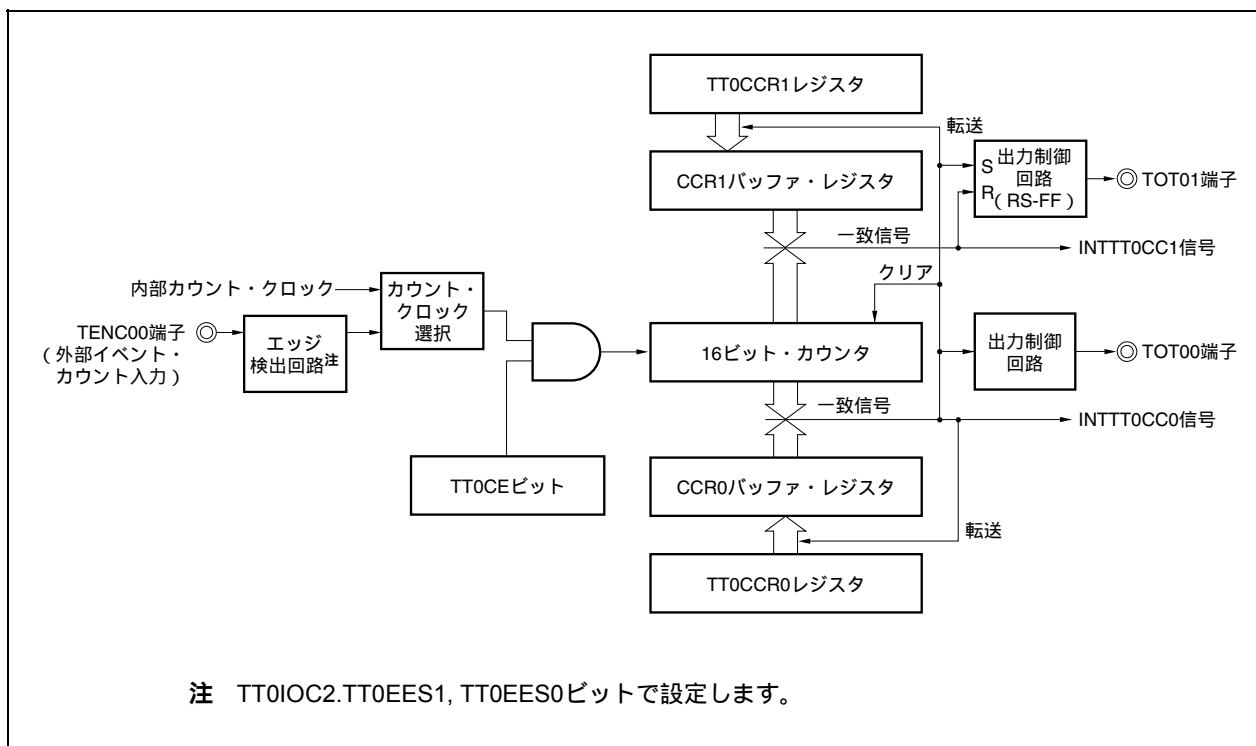 TT0CCR1レジスタ
転送
CCR1バッファ・レジスタ
S
R
出力制御
回路
(RS-FF)
TOT01端子
一致信号
INTTT0CC1信号
クリア
内部カウント・クロック
カウント・
クロック
選択
TENC00端子
(外部イベント・
カウント入力)
エッジ
検出回路注
16ビット・カウンタ
出力制御
回路
TOT00端子
一致信号
INTTT0CC0信号
TT0CEビット
CCR0バッファ・レジスタ
転送
TT0CCR0レジスタ
注 TT0IOC2.TT0EES1, TT0EES0ビットで設定します。